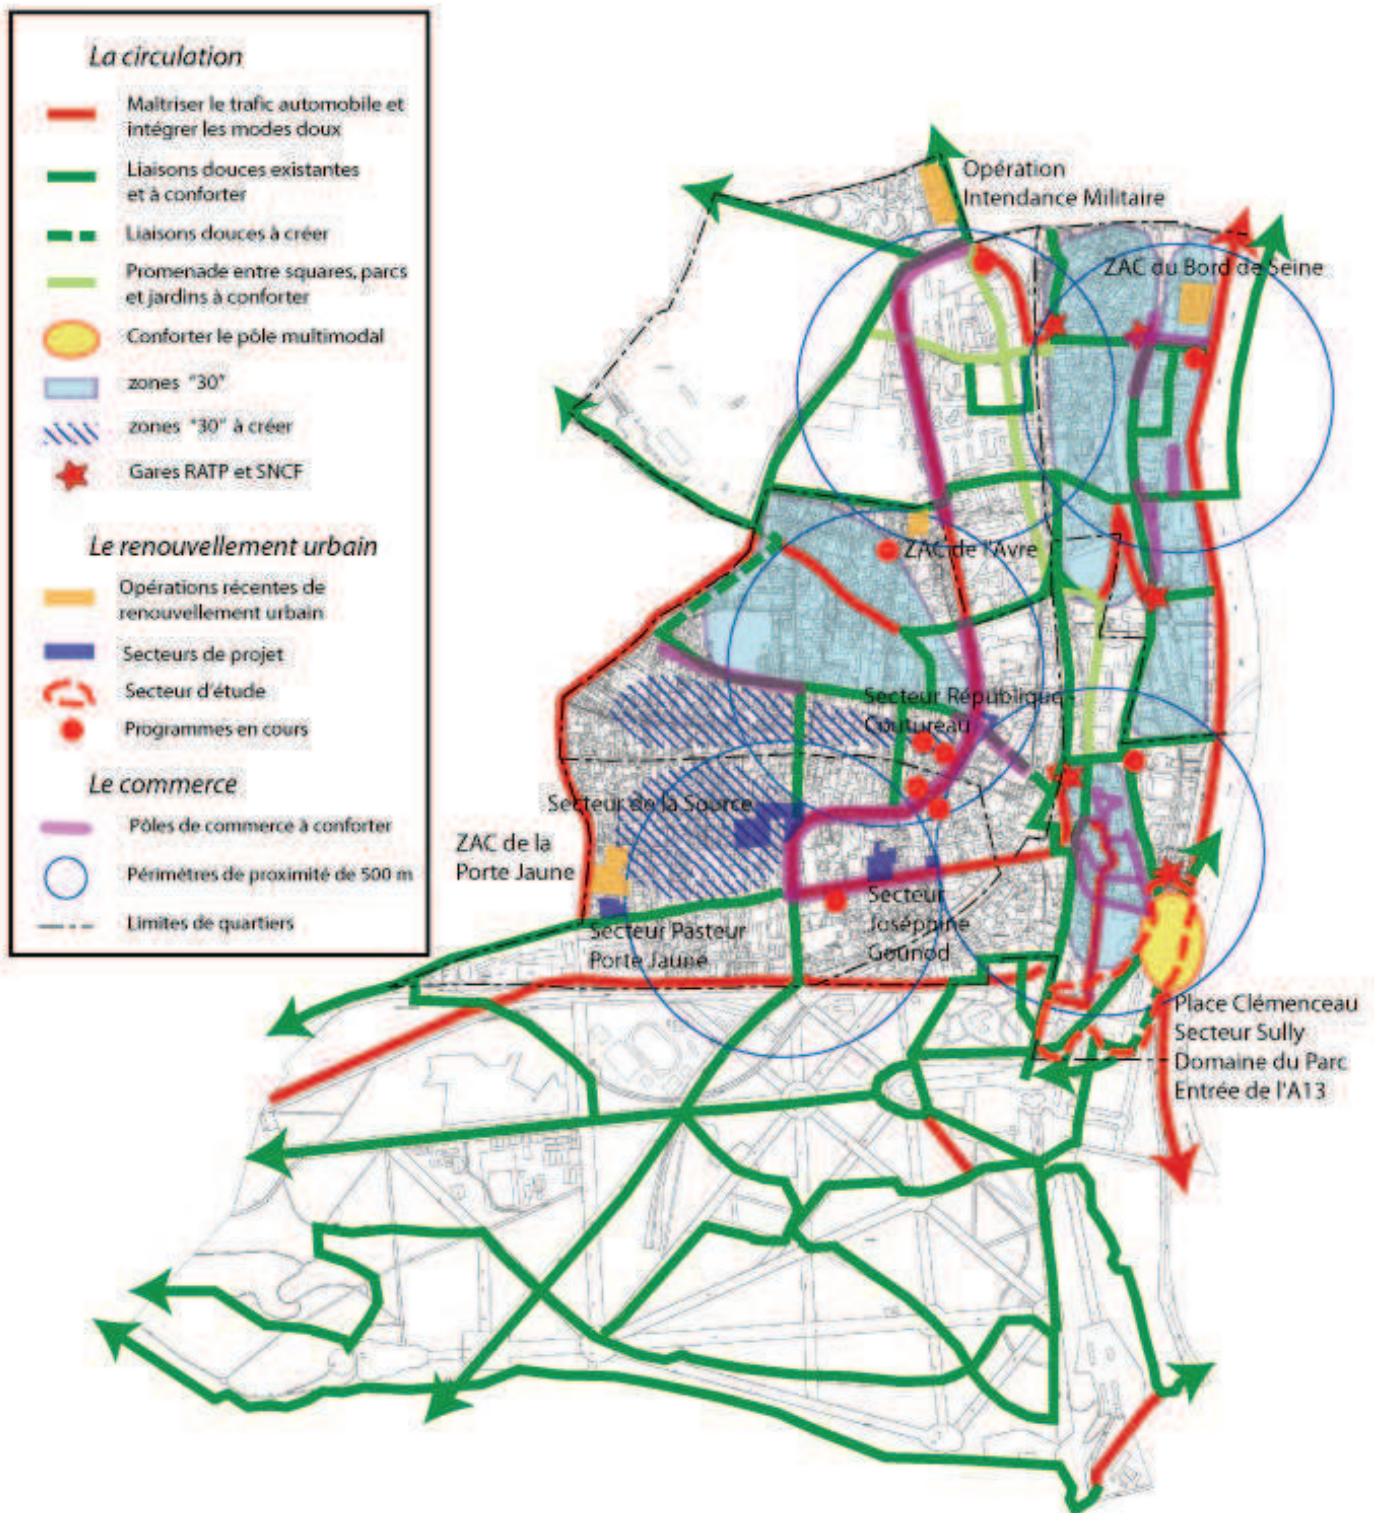 La circulation
Maîtriser le trafic automobile et
intégrer les modes doux
Liaisons douces existantes
et à conforter
Liaisons douces à créer
Promenade entre squares, parcs
et jardins à conforter
Conforter le pôle multimodal
zones "30"
zones "30" à créer
Gares RATP et SNCF
Le renouvellement urbain
Opérations récentes de
renouvellement urbain
Secteurs de projet
Secteur d'étude
Programmes en cours
Le commerce
Pôles de commerce à conforter
Périmètres de proximité de 500 m
Limites de quartiers
Opération
Intendance Militaire
ZAC du Bord de Seine
ZAC de l'Avre
Secteur République -
Coutureau
Secteur de la Source
ZAC de la
Porte Jaune
Secteur
Joséphine
Gounod
Secteur Pasteur
Porte Jaune
Place Clémenceau
Secteur Sully
Domaine du Parc
Entrée de l'A13